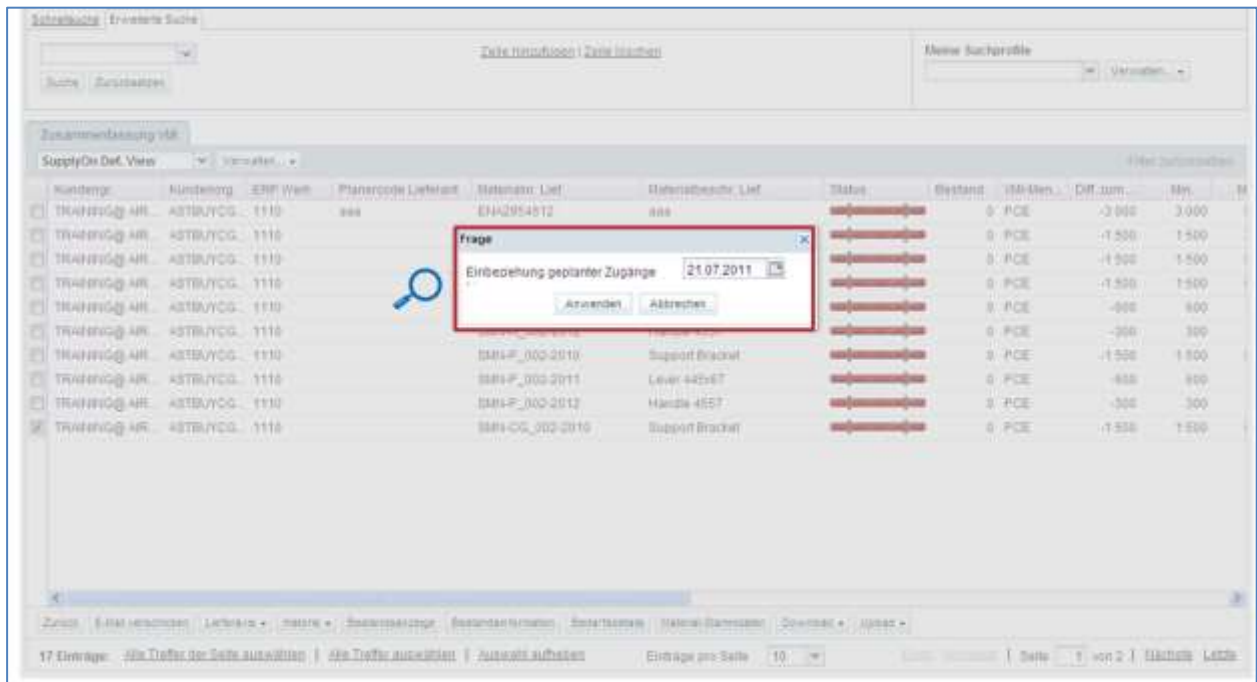 Schnellsuche Erweiterte Suche
Zeile hinzufügen | Zeile löschen
Meine Suchprofile
Suche Zurücksetzen
Verwalten...
Zusammenfassung VMI
SupplyOn Def. View Verwalten...
Filter zurücksetzen
Kundengr. Kundenorg. ERP Werk Planercode Lieferant Materialnr. Lief. Materialbeschr. Lief. Status Bestand VMI-Men... Diff. zum... Min.
TRAINING@ AIR... ASTBUYCG... 1110 aaa aaa 0 PCE -3 000 3 000
TRAINING@ AIR... ASTBUYCG... 1110 0 PCE -1 500 1 500
TRAINING@ AIR... ASTBUYCG... 1110 0 PCE -1 500 1 500
TRAINING@ AIR... ASTBUYCG... 1110 0 PCE -1 500 1 500
TRAINING@ AIR... ASTBUYCG... 1110 0 PCE -600 600
TRAINING@ AIR... ASTBUYCG... 1110 0 PCE -300 300
TRAINING@ AIR... ASTBUYCG... 1110 SMN-P_002-2010 Support Bracket 0 PCE -1 500 1 500
TRAINING@ AIR... ASTBUYCG... 1110 SMN-P_002-2011 Lever 0 PCE -600 600
TRAINING@ AIR... ASTBUYCG... 1110 SMN-P_002-2012 Handle 4557 0 PCE -300 300
TRAINING@ AIR... ASTBUYCG... 1110 SMN-CG_002-2010 Support Bracket 0 PCE -1 500 1 500
Frage
Einbeziehung geplanter Zugänge 21.07.2011
Anwenden Abbrechen
Zurück E-Mail verschicken Lieferavis Historie Bestandsanzeige Bestandsinformation Material-Stammdaten Download Upload
17 Einträge: Alle Treffer der Seite auswählen | Alle Treffer auswählen | Auswahl aufheben Einträge pro Seite 10 | Seite 1 von 2 | Nächste Letzte